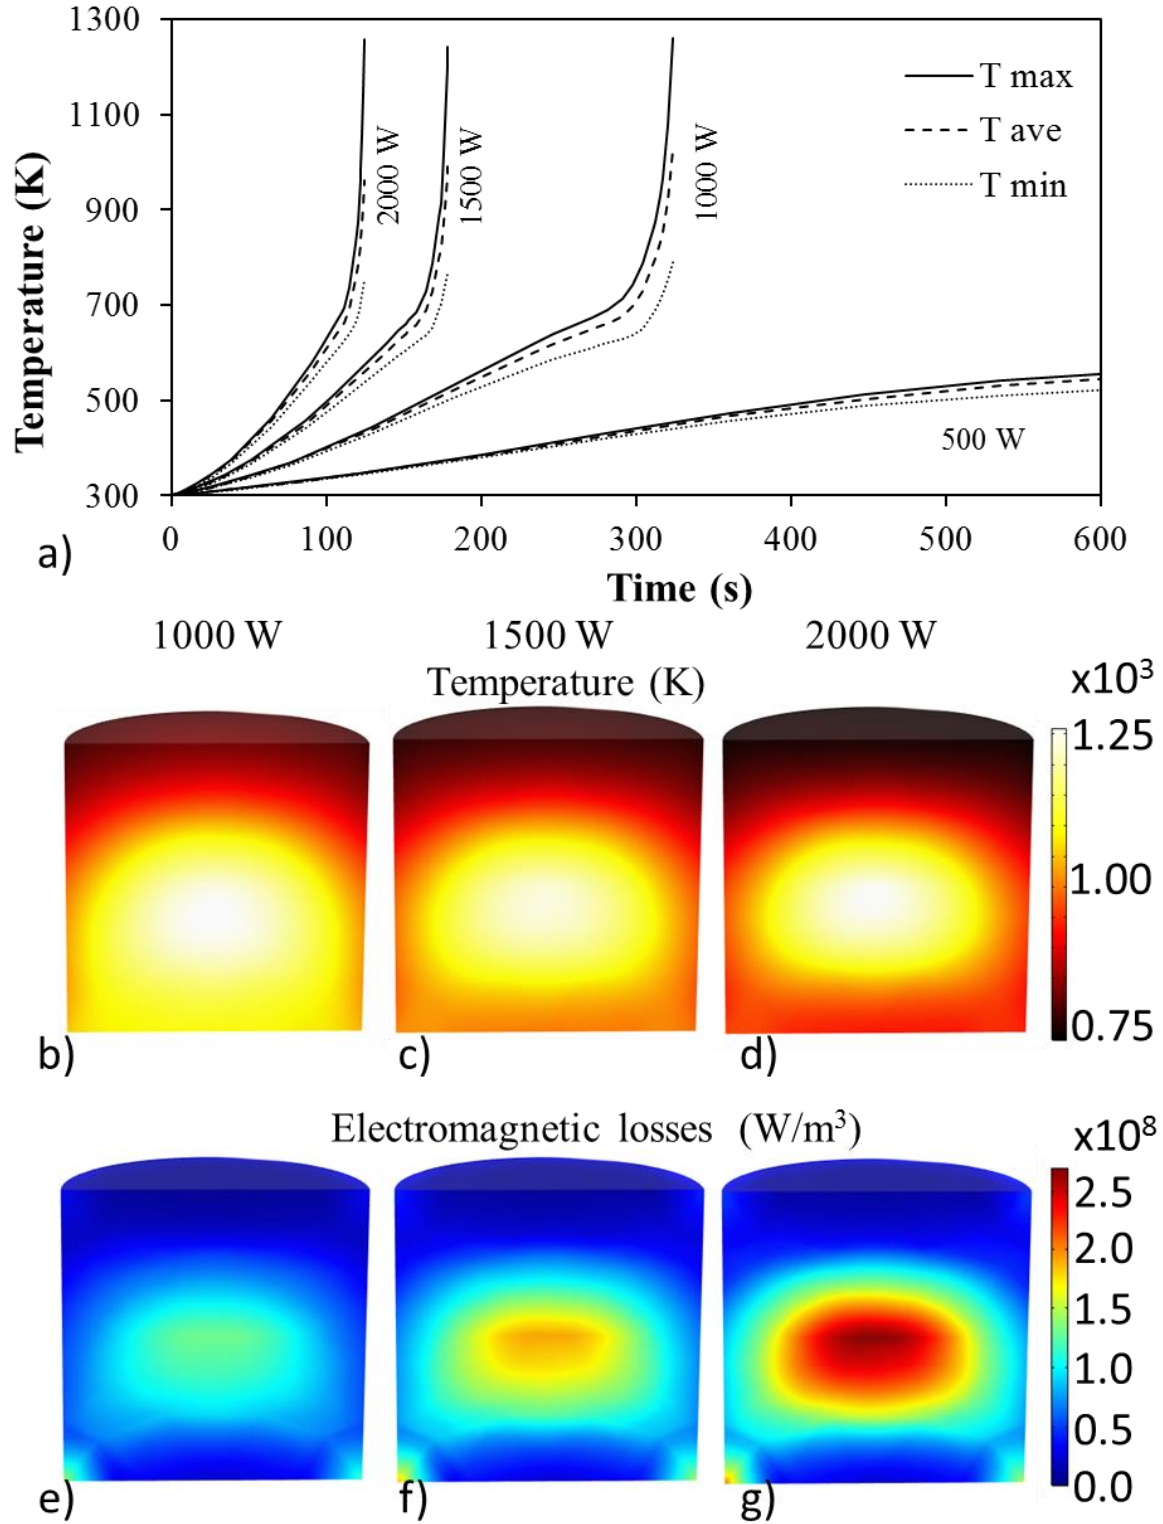 1300
1100
900
700
500
300
Temperature (K)
T max
T ave
T min
2000 W
1500 W
1000 W
500 W
0 100 200 300 400 500 600
a)
Time (s)
1000 W 1500 W 2000 W
Temperature (K)
x10³
1.25
1.00
0.75
b) c) d)
Electromagnetic losses (W/m³)
x10⁸
2.5
2.0
1.5
1.0
0.5
0.0
e) f) g)